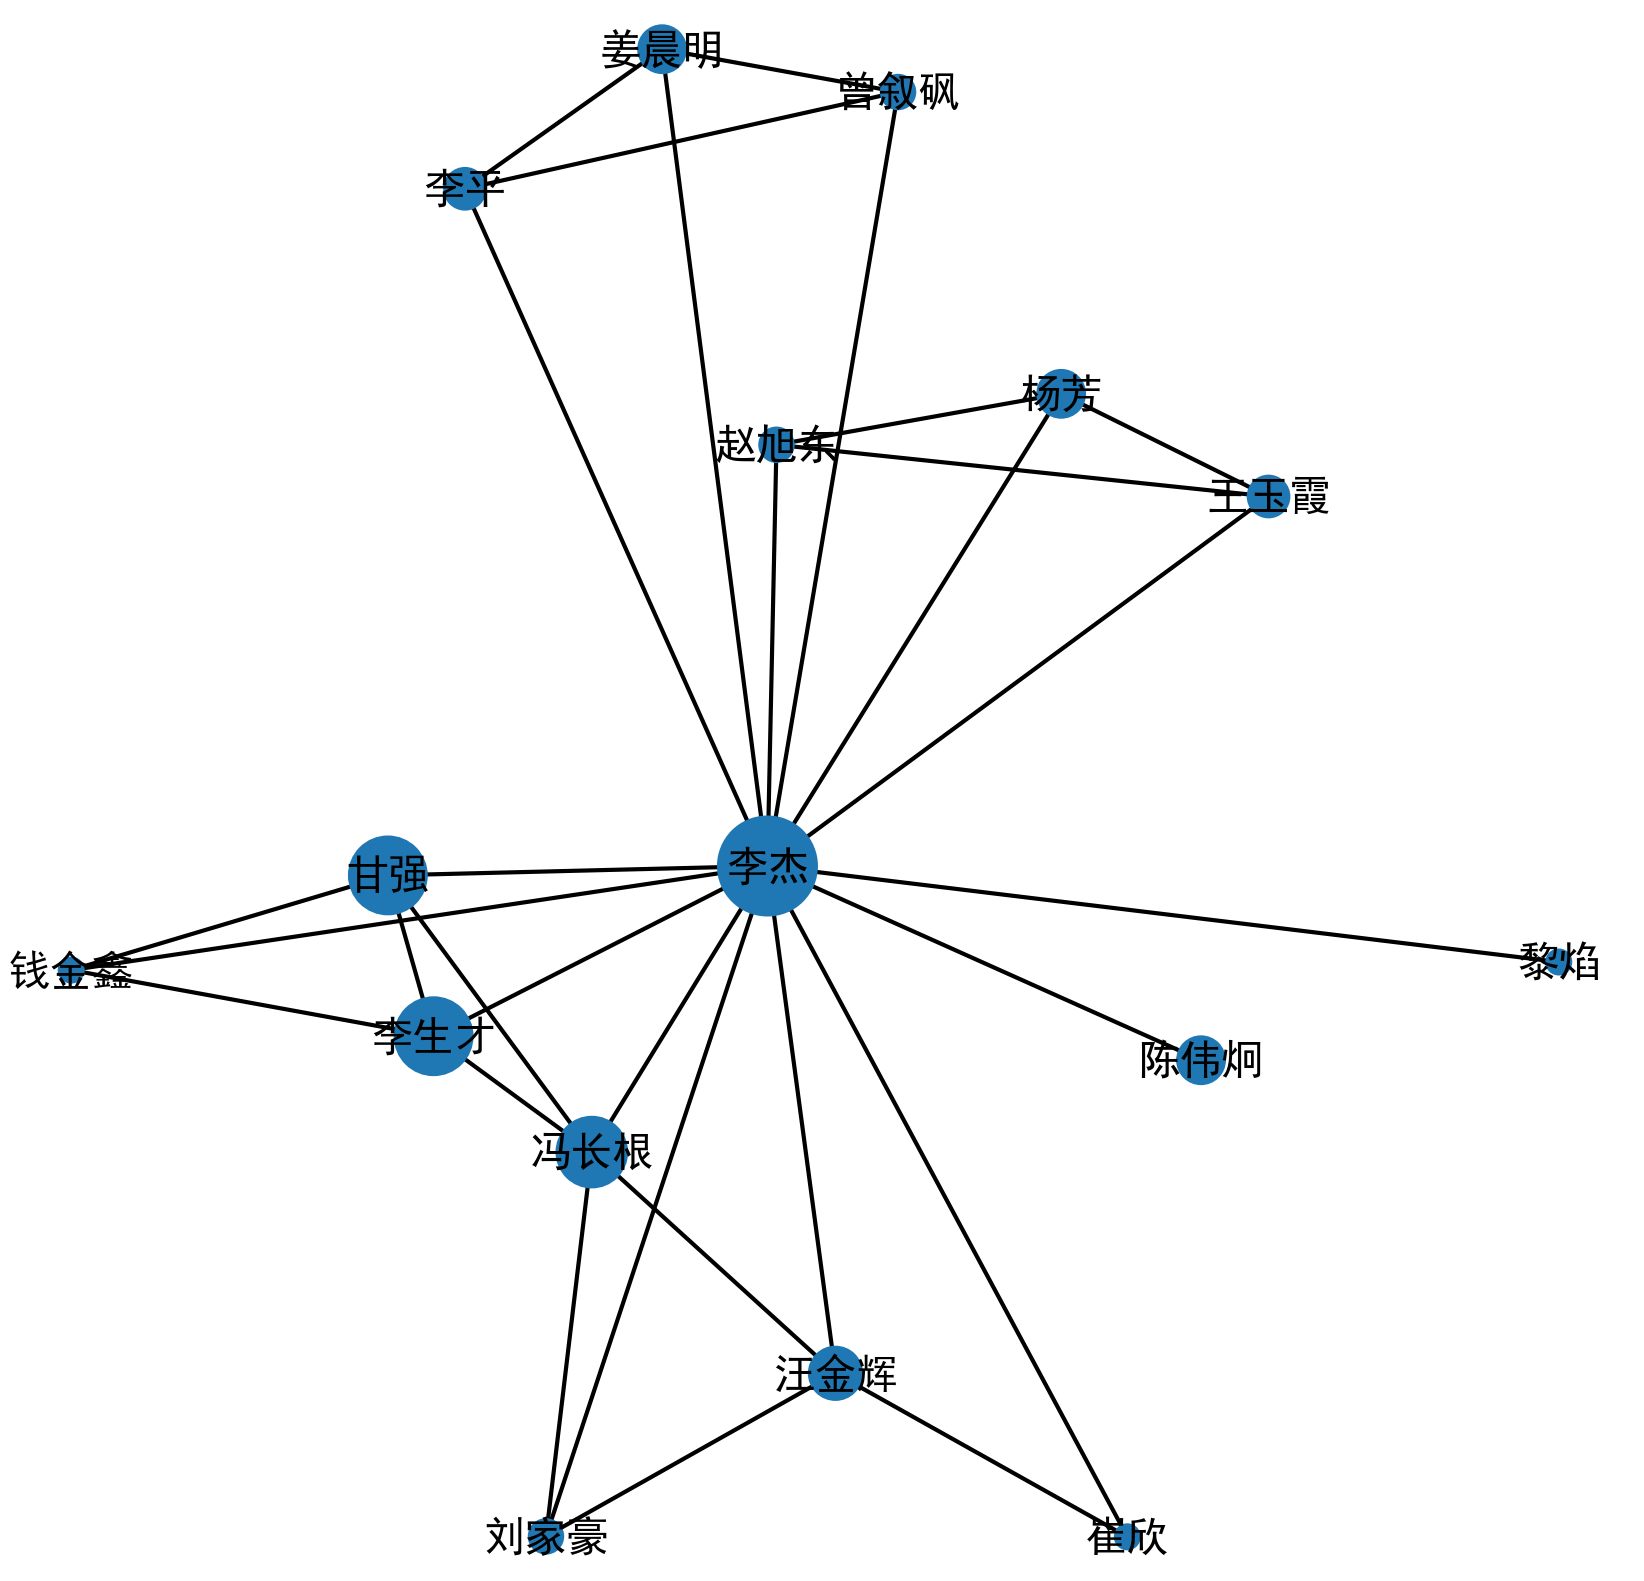 姜晨明
曾叙砜
李平
杨芳
赵旭东
王玉霞
李杰
甘强
黎焰
钱金鑫
李生才
陈伟炯
冯长根
汪金辉
刘家豪
崔欣